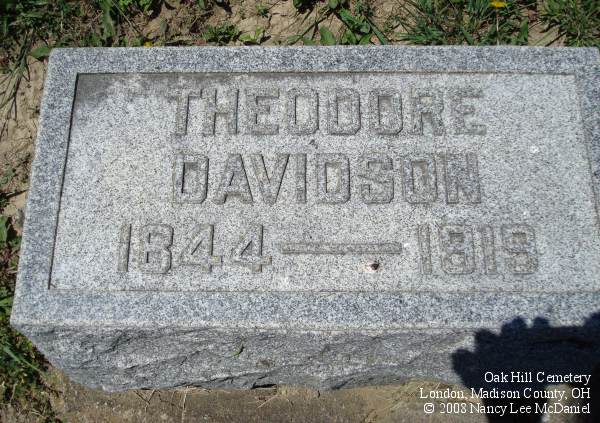 THEODORE
DAVIDSON
1844 — 1919
Oak Hill Cemetery
London, Madison County, OH
© 2008 Nancy Lee McDaniel